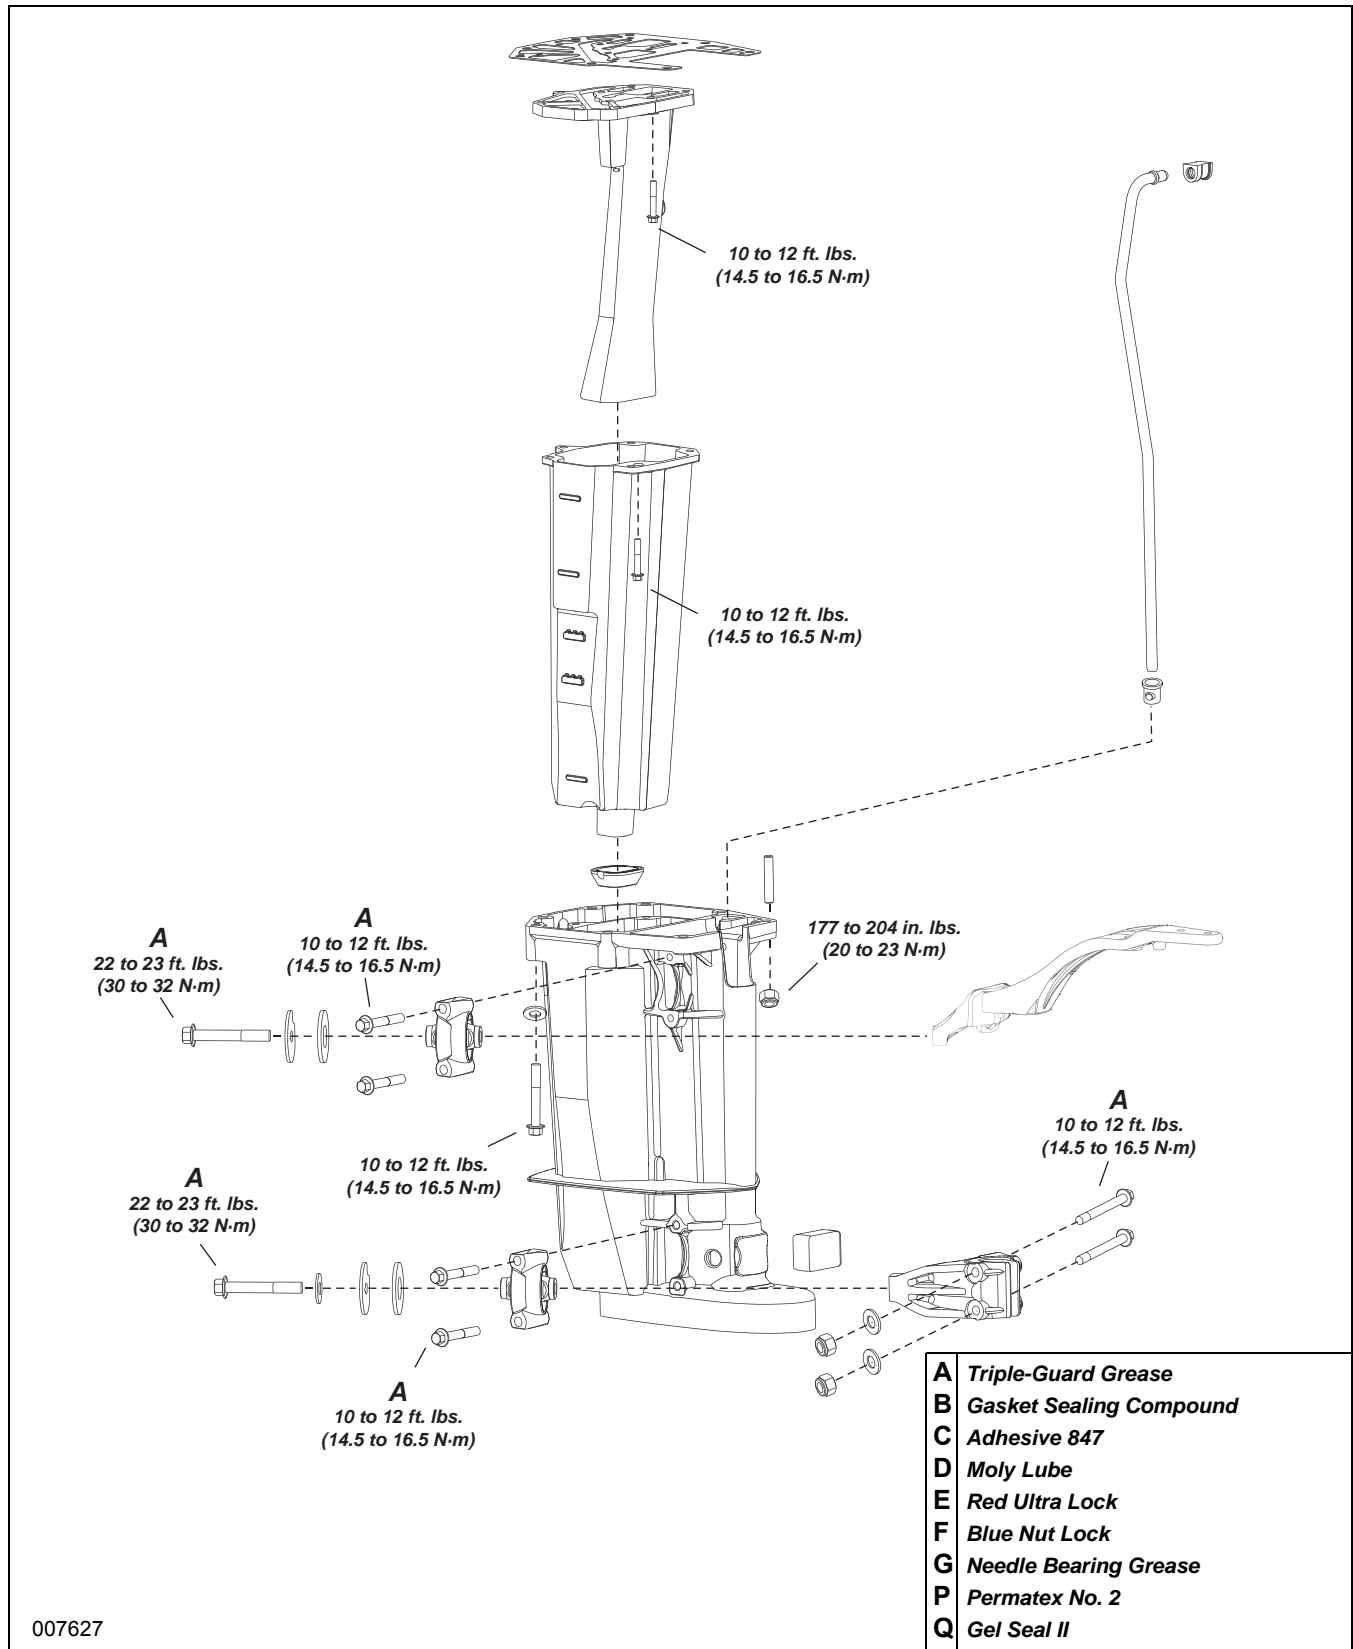 10 to 12 ft. lbs.
(14.5 to 16.5 N·m)
10 to 12 ft. lbs.
(14.5 to 16.5 N·m)
A
22 to 23 ft. lbs.
(30 to 32 N·m)
A
10 to 12 ft. lbs.
(14.5 to 16.5 N·m)
177 to 204 in. lbs.
(20 to 23 N·m)
A
10 to 12 ft. lbs.
(14.5 to 16.5 N·m)
10 to 12 ft. lbs.
(14.5 to 16.5 N·m)
A
22 to 23 ft. lbs.
(30 to 32 N·m)
A
10 to 12 ft. lbs.
(14.5 to 16.5 N·m)
A Triple-Guard Grease
B Gasket Sealing Compound
C Adhesive 847
D Moly Lube
E Red Ultra Lock
F Blue Nut Lock
G Needle Bearing Grease
P Permatex No. 2
Q Gel Seal II
007627